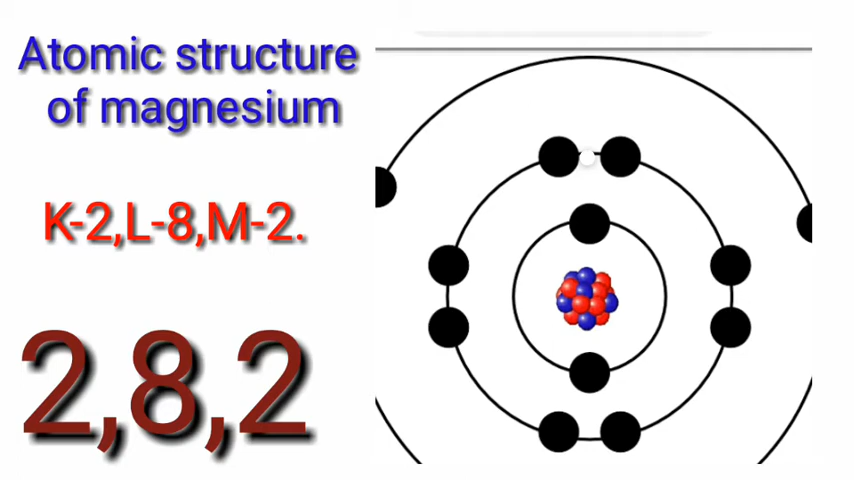 Atomic structure
of magnesium
K-2,L-8,M-2.
2,8,2